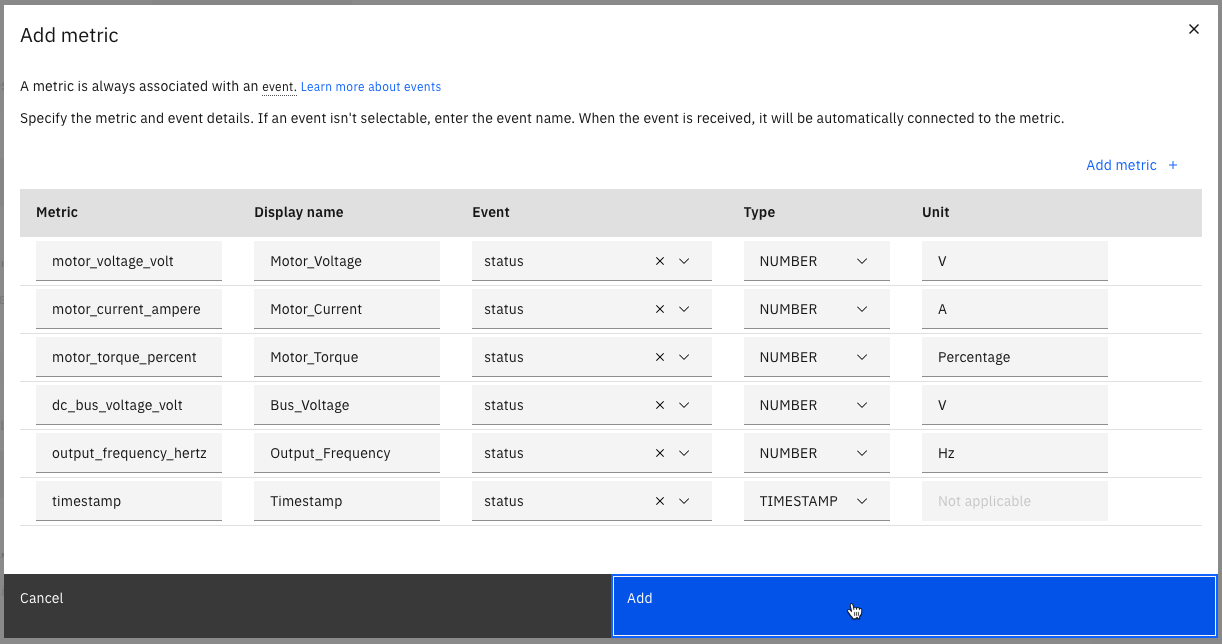 Add metric
A metric is always associated with an event. Learn more about events
Specify the metric and event details. If an event isn't selectable, enter the event name. When the event is received, it will be automatically connected to the metric.
Add metric +
Metric Display name Event Type Unit
motor_voltage_volt Motor_Voltage status NUMBER V
motor_current_ampere Motor_Current status NUMBER A
motor_torque_percent Motor_Torque status NUMBER Percentage
dc_bus_voltage_volt Bus_Voltage status NUMBER V
output_frequency_hertz Output_Frequency status NUMBER Hz
timestamp Timestamp status TIMESTAMP Not applicable
Cancel Add